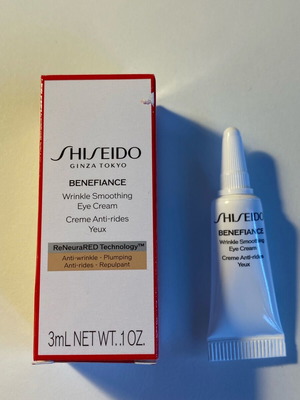 SHISEIDO
GINZA TOKYO
BENEFIANCE
Wrinkle Smoothing
Eye Cream
Creme Anti-rides
Yeux
ReNeuraRED Technology™
Anti-wrinkle - Plumping
Anti-rides - Repulpant
3mL NET WT. .1 OZ.
SHISEIDO
BENEFIANCE
Wrinkle Smoothing
Eye Cream
Creme Anti-rides
Yeux